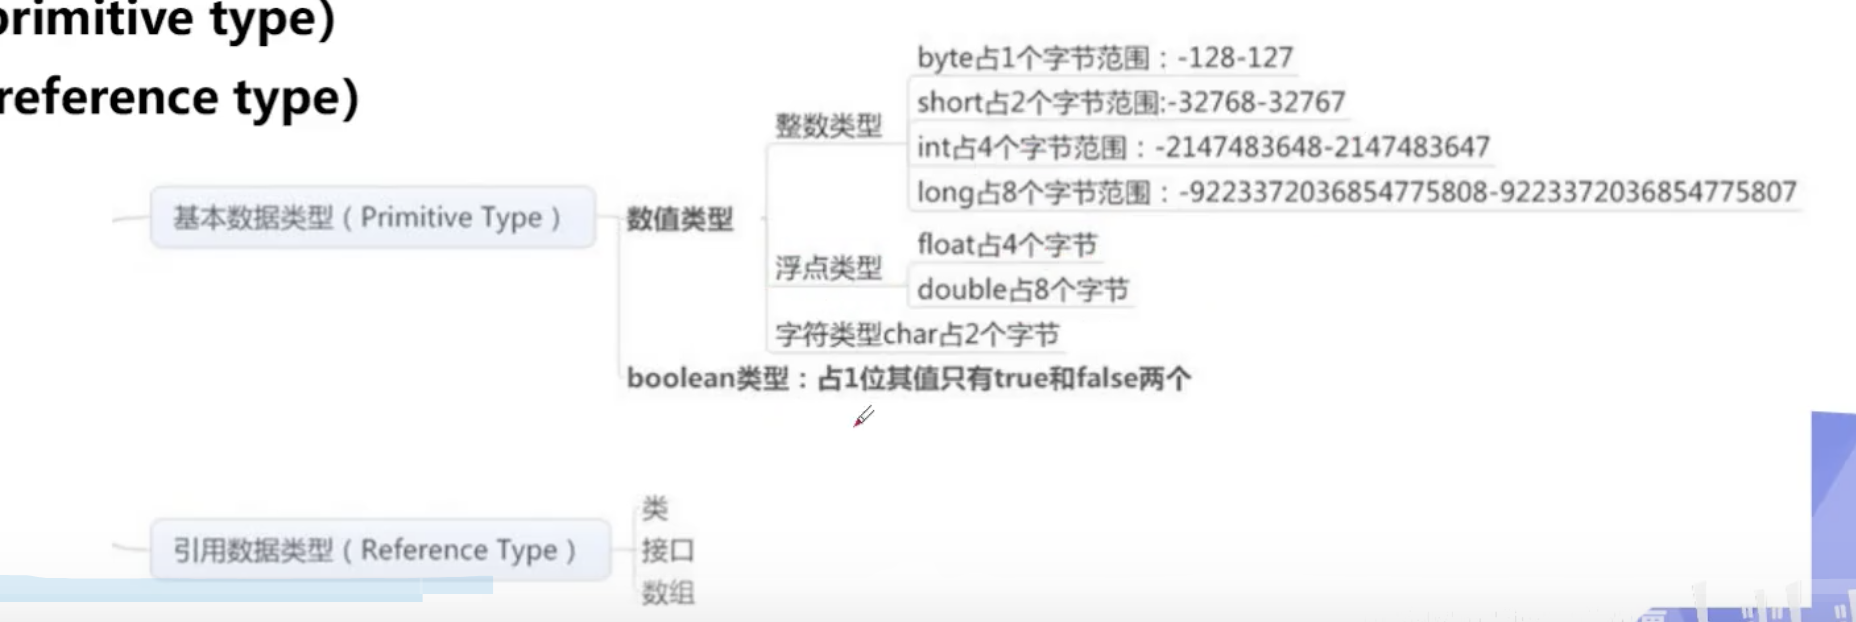 primitive type)
reference type)
byte占1个字节范围：-128-127
short占2个字节范围:-32768-32767
整数类型
int占4个字节范围：-2147483648-2147483647
long占8个字节范围：-9223372036854775808-9223372036854775807
基本数据类型（Primitive Type）
数值类型
float占4个字节
浮点类型
double占8个字节
字符类型char占2个字节
boolean类型：占1位其值只有true和false两个
类
引用数据类型（Reference Type）
接口
数组